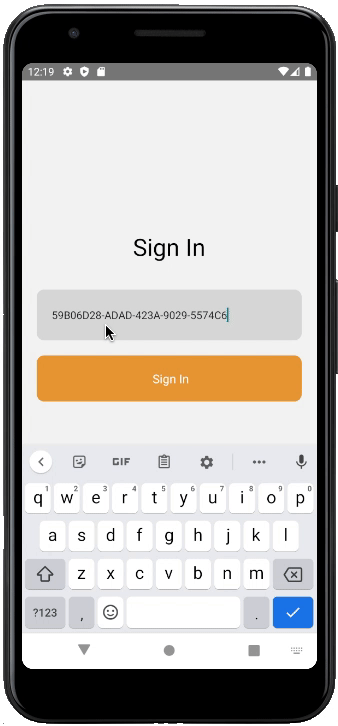 12:19
Sign In
59B06D28-ADAD-423A-9029-5574C6
Sign In
GIF
q1 w2 e3 r4 t5 y6 u7 i8 o9 p0
a s d f g h j k l
z x c v b n m
?123 , .